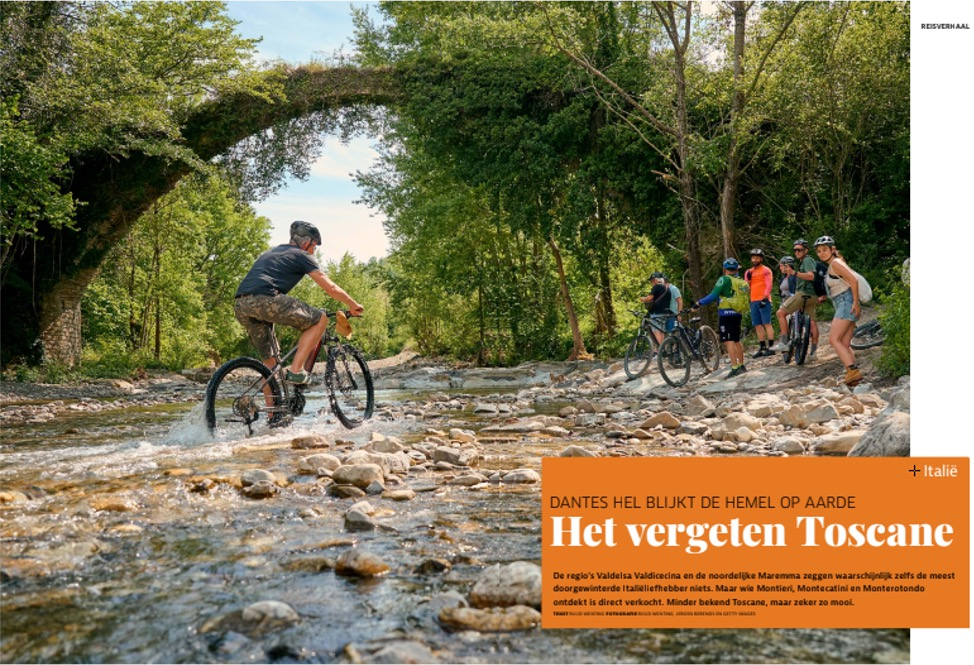 REISVERHAAL
+ Italië
DANTES HEL BLIJKT DE HEMEL OP AARDE
Het vergeten Toscane
De regio's Valdelsa Valdicecina en de noordelijke Maremma zeggen waarschijnlijk zelfs de meest
doorgewinterde Italiëliefhebber niets. Maar wie Montieri, Montecatini en Monterotondo
ontdekt is direct verkocht. Minder bekend Toscane, maar zeker zo mooi.
TEKST RUUD WENTING FOTOGRAFIE RUUD WENTING, JEROEN BERENDS EN GETTY IMAGES